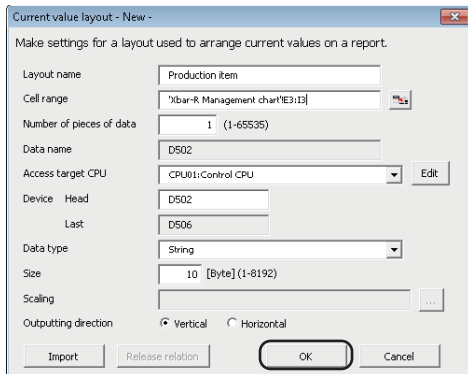 Current value layout - New -
Make settings for a layout used to arrange current values on a report.
Layout name Production item
Cell range 'Xbar-R Management chart'!E3:I3
Number of pieces of data 1 (1-65535)
Data name D502
Access target CPU CPU01:Control CPU Edit
Device Head D502
Last D506
Data type String
Size 10 [Byte] (1-8192)
Scaling ...
Outputting direction Vertical Horizontal
Import Release relation OK Cancel